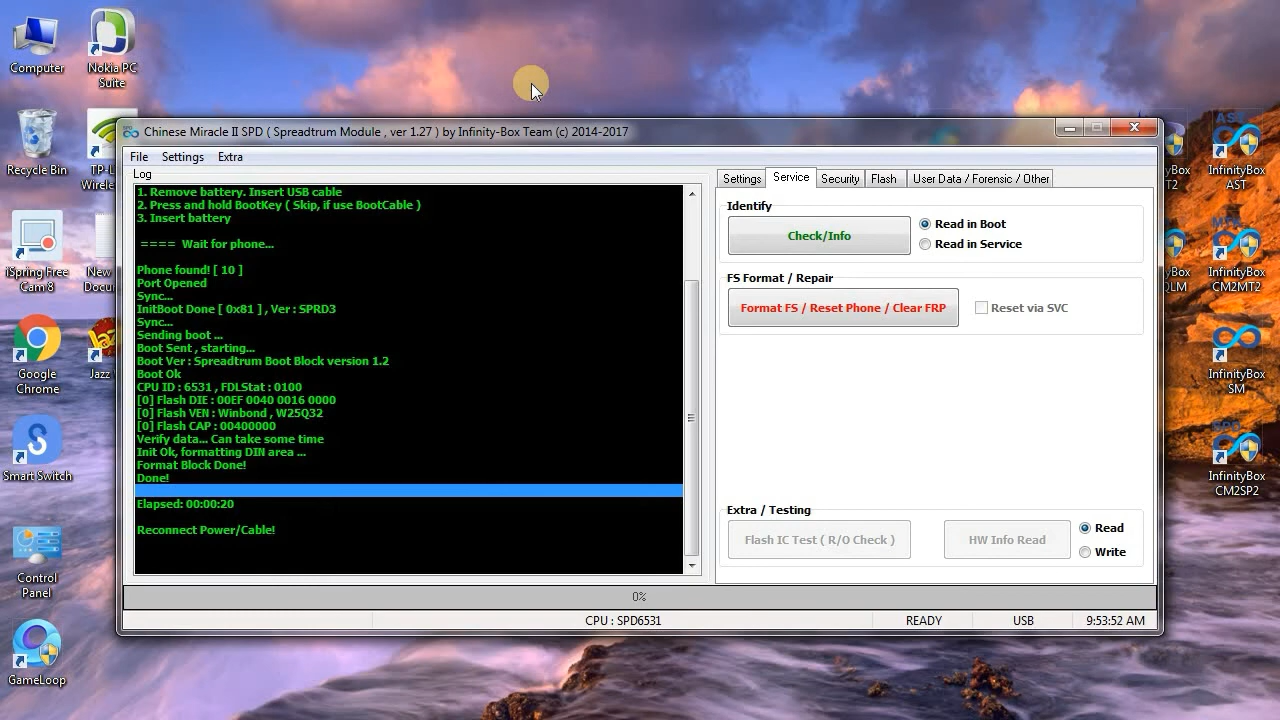 Computer
Nokia PC
Suite
Recycle Bin
TP-L
Wirele
iSpring Free
Cam 8
New
Docu
Google
Chrome
Jazz
Smart Switch
Control
Panel
GameLoop
Chinese Miracle II SPD ( Spreadtrum Module , ver 1.27 ) by Infinity-Box Team (c) 2014-2017
File Settings Extra
Log
1. Remove battery. Insert USB cable
2. Press and hold BootKey ( Skip, if use BootCable )
3. Insert battery
==== Wait for phone...
Phone found! [ 10 ]
Port Opened
Sync...
InitBoot Done [ 0x81 ] , Ver : SPRD3
Sync...
Sending boot ...
Boot Sent , starting...
Boot Ver : Spreadtrum Boot Block version 1.2
Boot Ok
CPU ID : 6531 , FDLStat : 0100
[0] Flash DIE : 00EF 0040 0016 0000
[0] Flash VEN : Winbond , W25Q32
[0] Flash CAP : 00400000
Verify data... Can take some time
Init Ok, formatting DIN area ...
Format Block Done!
Done!
Elapsed: 00:00:20
Reconnect Power/Cable!
Settings Service Security Flash User Data / Forensic / Other
Identify
Check/Info
Read in Boot
Read in Service
FS Format / Repair
Format FS / Reset Phone / Clear FRP
Reset via SVC
Extra / Testing
Flash IC Test ( R/O Check )
HW Info Read
Read
Write
0%
CPU : SPD6531 READY USB 9:53:52 AM
yBox
T2
AST
InfinityBox
AST
yBox
QLM
InfinityBox
CM2MT2
InfinityBox
SM
SPD
InfinityBox
CM2SP2